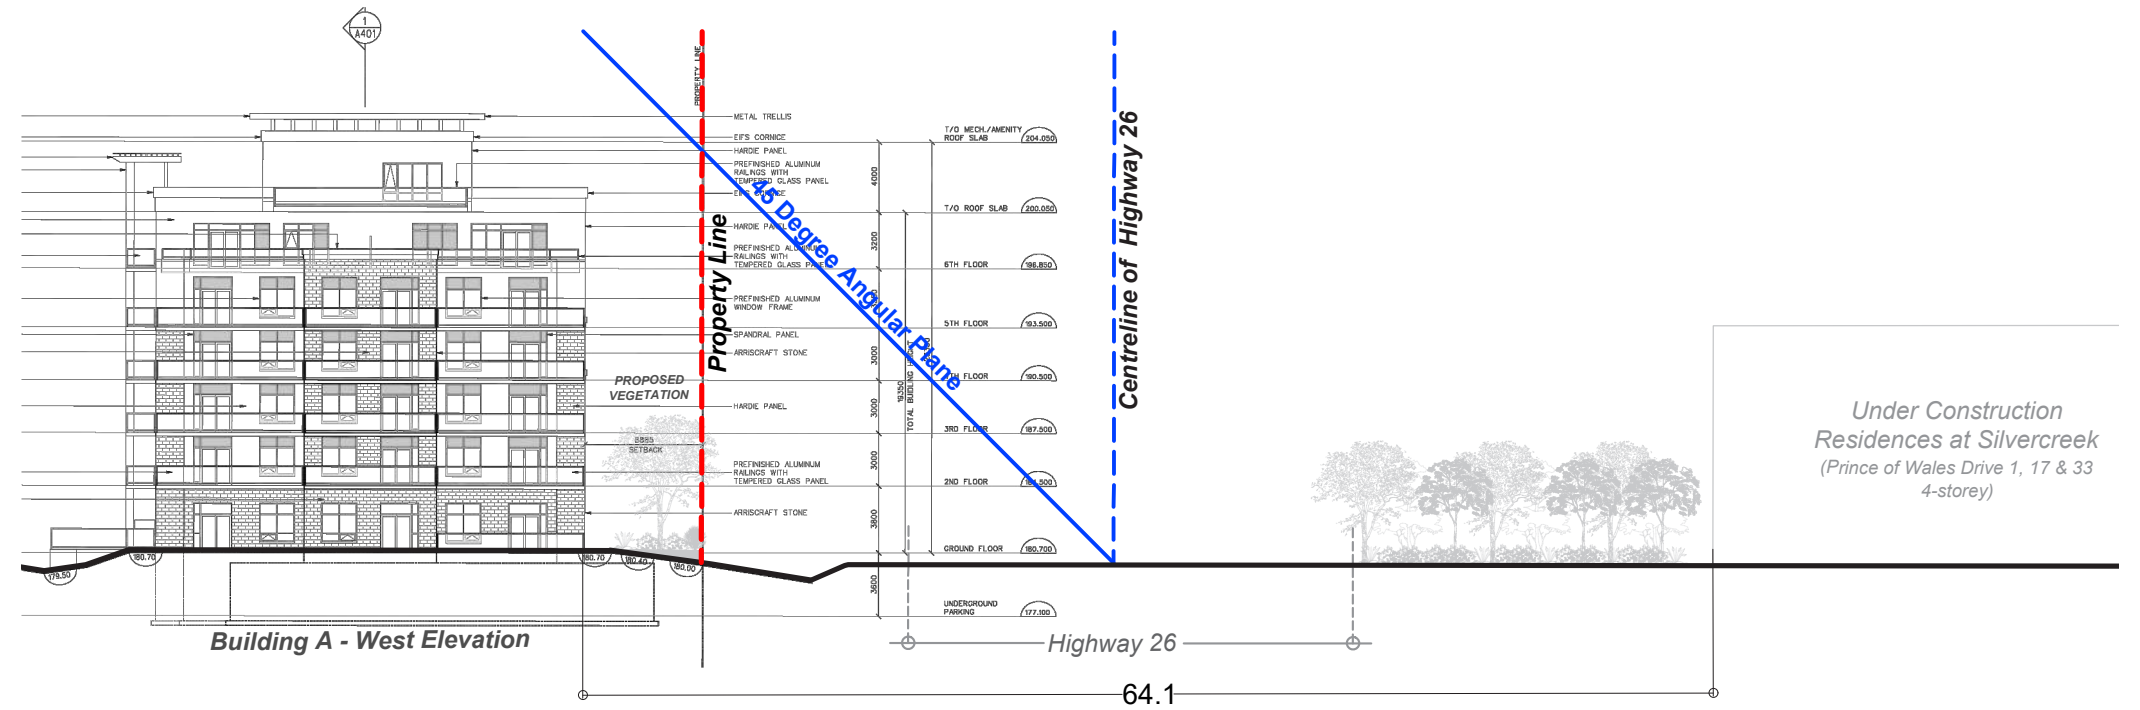 1
A401
PROPERTY LINE
METAL TRELLIS
EIFS CORNICE
HARDIE PANEL
PREFINISHED ALUMINUM
RAILINGS WITH
TEMPERED GLASS PANEL
EIFS CORNICE
HARDIE PANEL
PREFINISHED ALUMINUM
RAILINGS WITH
TEMPERED GLASS PANEL
PREFINISHED ALUMINUM
WINDOW FRAME
SPANDRAL PANEL
ARRISCRAFT STONE
HARDIE PANEL
PREFINISHED ALUMINUM
RAILINGS WITH
TEMPERED GLASS PANEL
ARRISCRAFT STONE
Property Line
45 Degree Angular Plane
Centreline of Highway 26
PROPOSED
VEGETATION
5885
SETBACK
4000
3200
3000
3000
3000
3800
3600
19350
TOTAL BUILDING HEIGHT
T/O MECH./AMENITY
ROOF SLAB
204.050
T/O ROOF SLAB
200.050
6TH FLOOR
196.850
5TH FLOOR
193.500
FLOOR
190.500
3RD FLOOR
187.500
2ND FLOOR
GROUND FLOOR
180.700
UNDERGROUND
PARKING
177.100
179.50
180.70
180.70
180.40
180.00
Under Construction
Residences at Silvercreek
(Prince of Wales Drive 1, 17 & 33
4-storey)
Building A - West Elevation
Highway 26
64.1